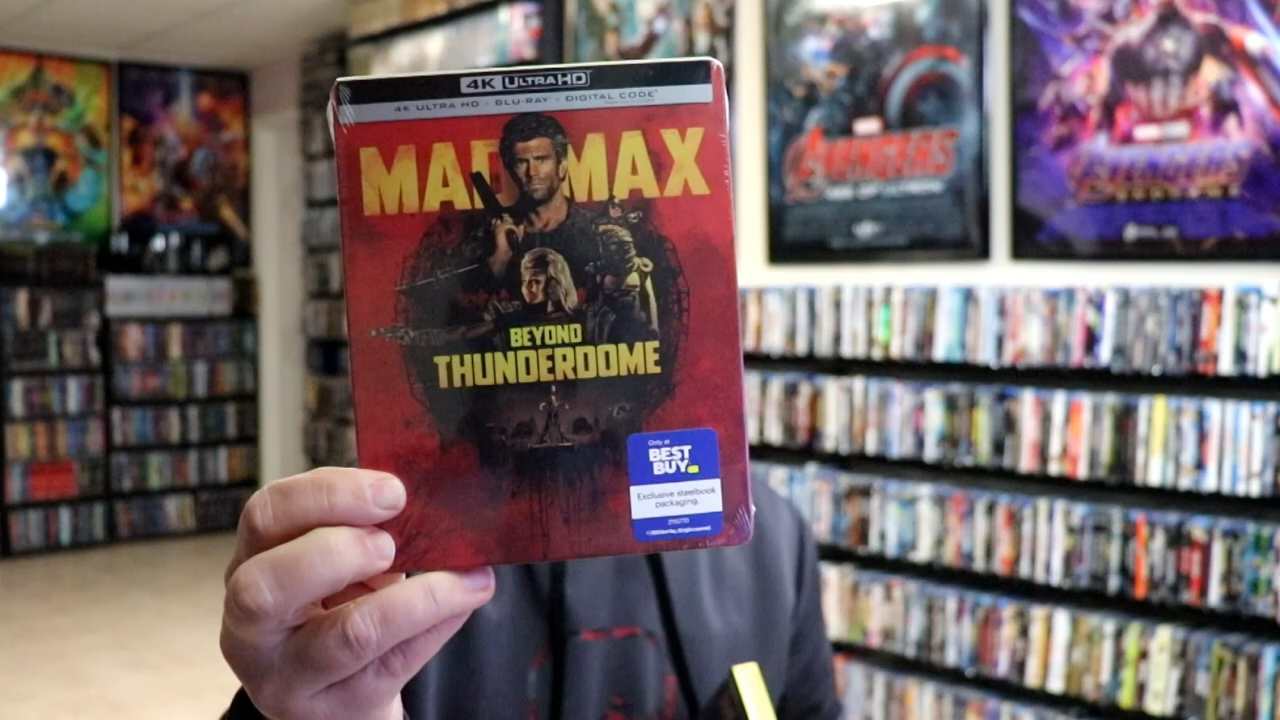 4K ULTRA HD
4K ULTRA HD • BLU-RAY • DIGITAL CODE
MAD MAX
BEYOND
THUNDERDOME
Only at
BEST
BUY
Exclusive steelbook
packaging.
AVENGERS
AVENGERS